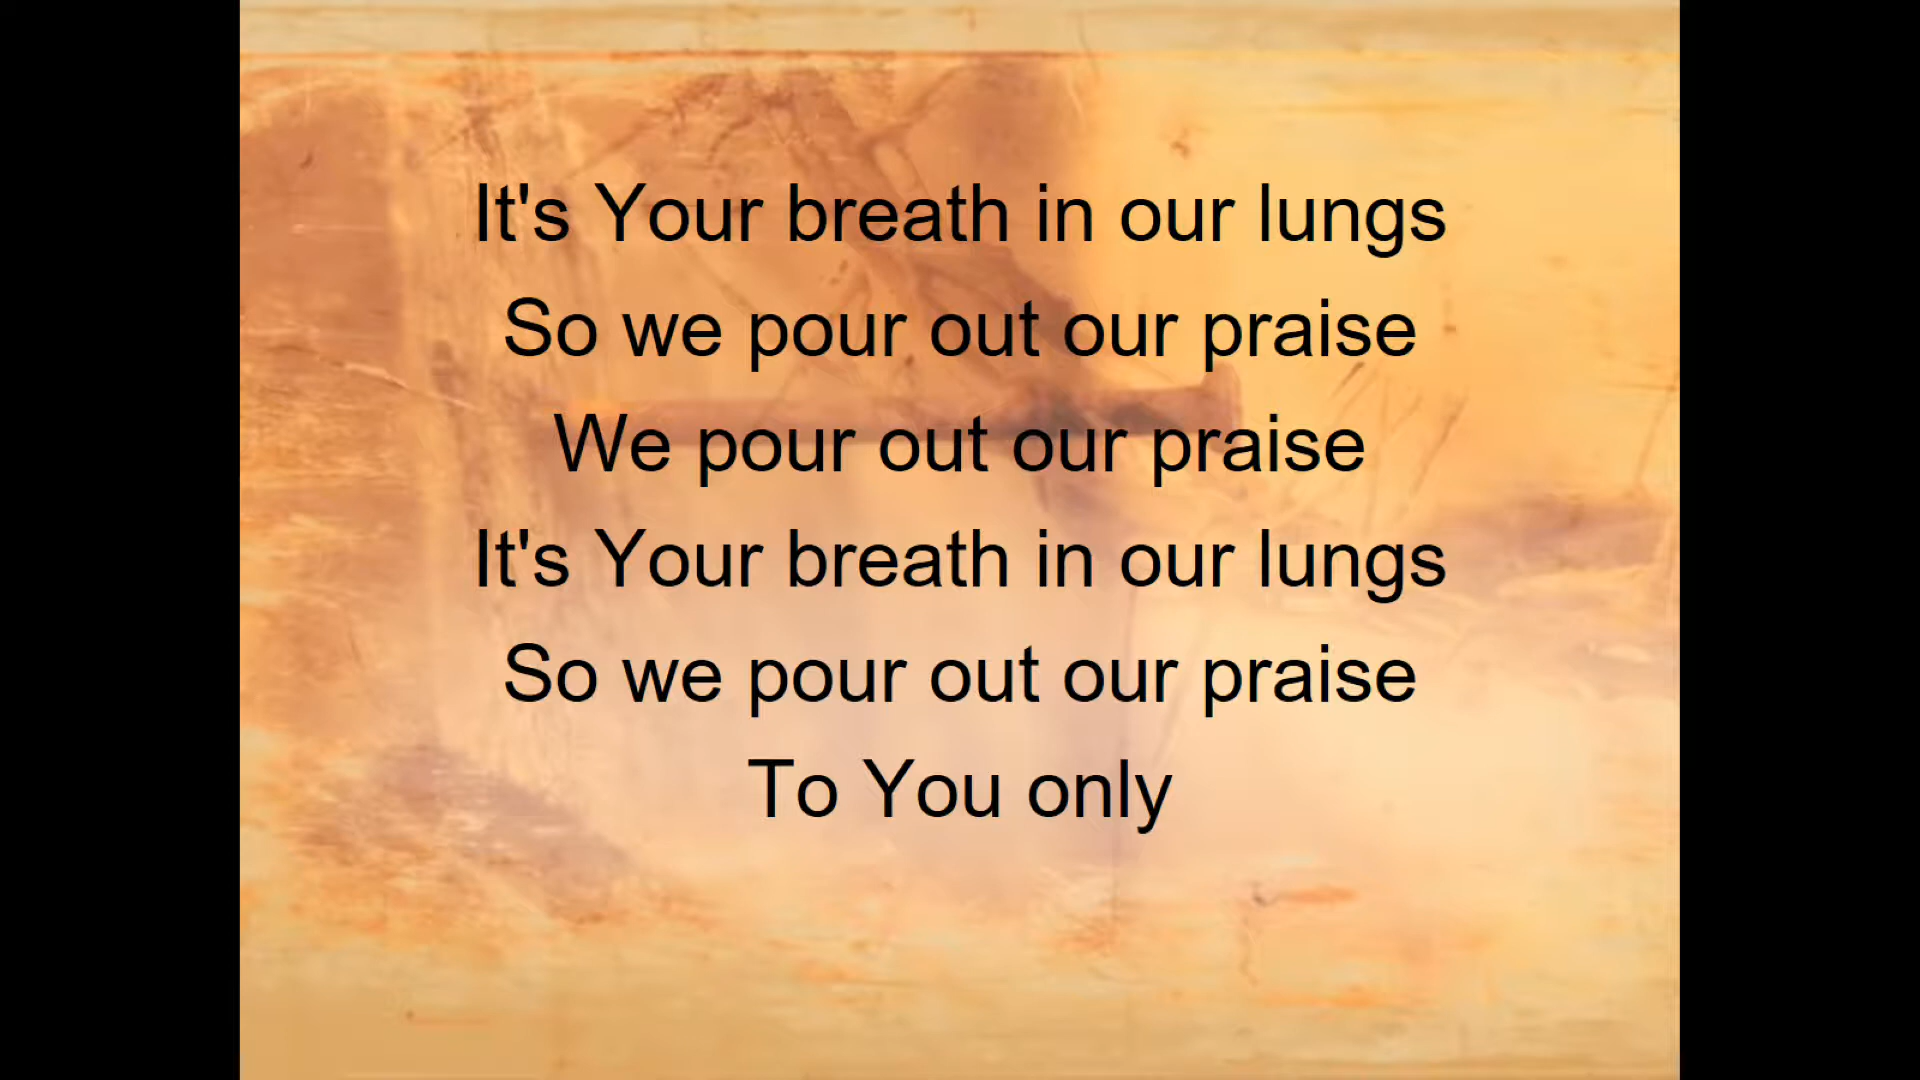 It's Your breath in our lungs
So we pour out our praise
We pour out our praise
It's Your breath in our lungs
So we pour out our praise
To You only